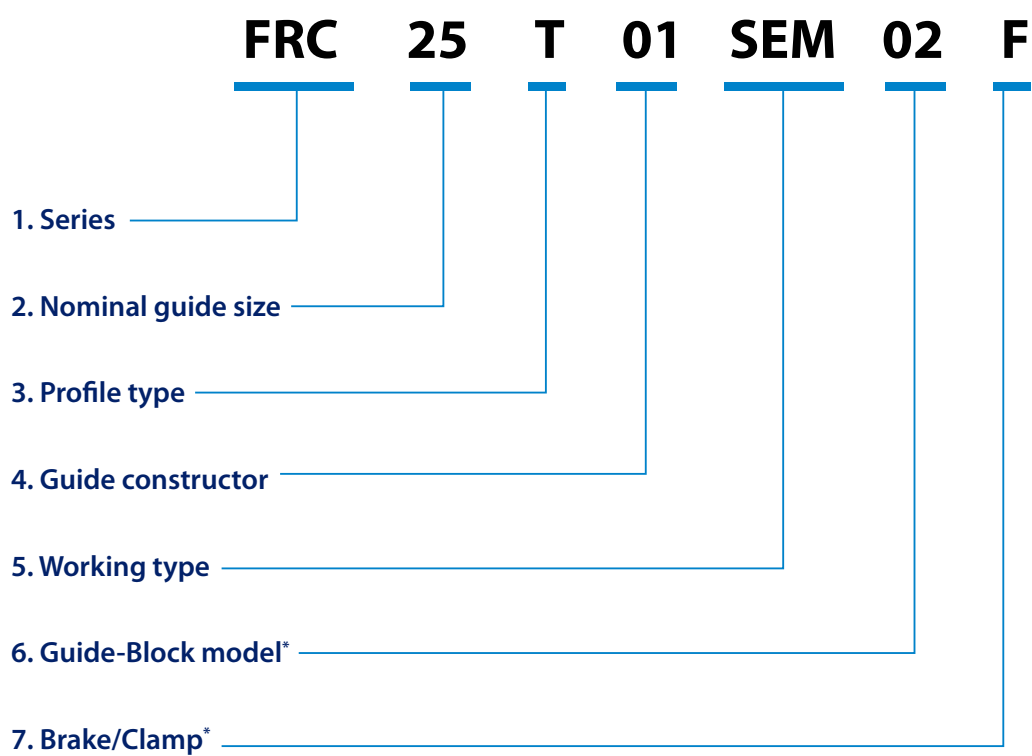 FRC 25 T 01 SEM 02 F
1. Series
2. Nominal guide size
3. Profile type
4. Guide constructor
5. Working type
6. Guide-Block model*
7. Brake/Clamp*